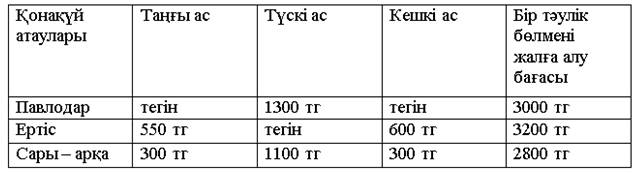 Қонақүй атаулары Таңғы ас Түскі ас Кешкі ас Бір тәулік бөлмені жалға алу бағасы
Павлодар тегін 1300 тг тегін 3000 тг
Ертіс 550 тг тегін 600 тг 3200 тг
Сары – арқа 300 тг 1100 тг 300 тг 2800 тг